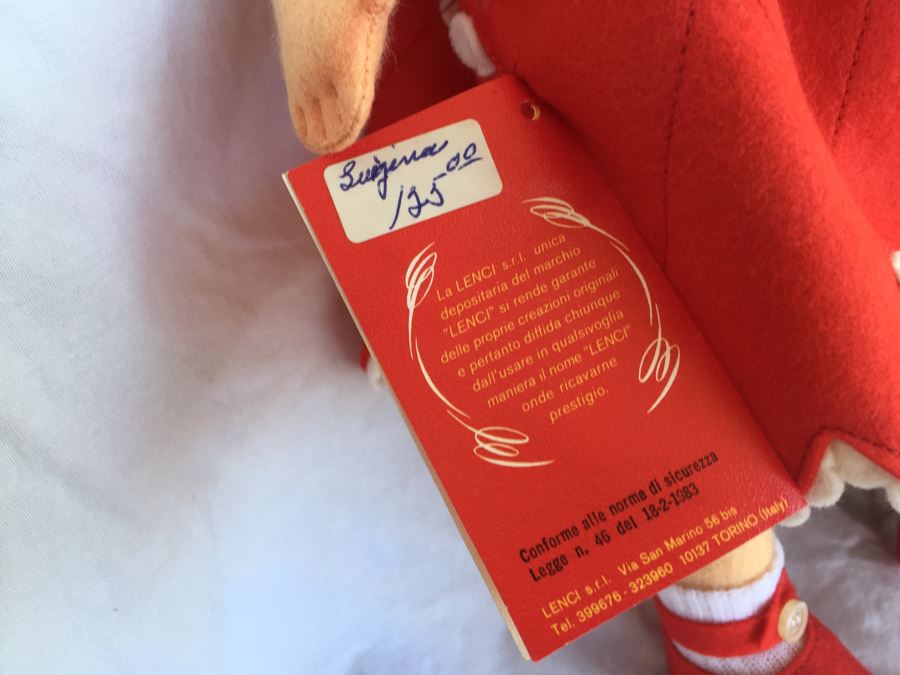 Luigina
125.00
La LENCI s.r.l. unica
depositaria del marchio
"LENCI" si rende garante
delle proprie creazioni originali
e pertanto diffida chiunque
dall'usare in qualsivoglia
maniera il nome "LENCI"
onde ricavarne
prestigio.
Conforme alle norme di sicurezza
Legge n. 46 del 18-2-1983
LENCI s.r.l. Via San Marino 56 bis
Tel. 399676 - 323960 10137 TORINO (Italy)